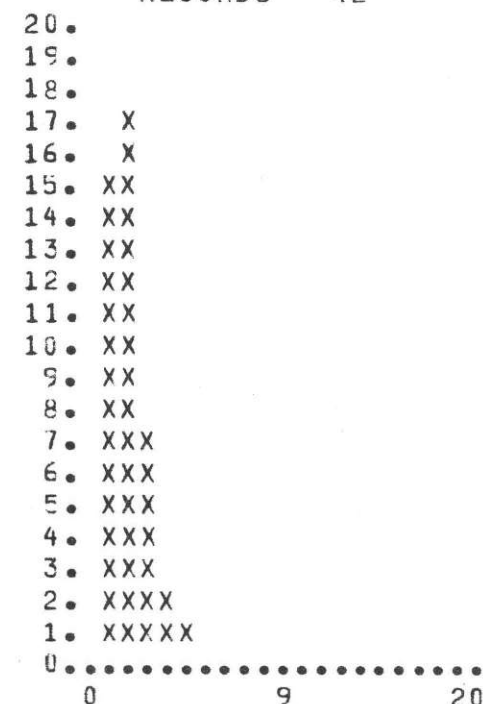 20.
19.
18.
17. X
16. X
15. XX
14. XX
13. XX
12. XX
11. XX
10. XX
9. XX
8. XX
7. XXX
6. XXX
5. XXX
4. XXX
3. XXX
2. XXXX
1. XXXXX
0.......................
0 9 20